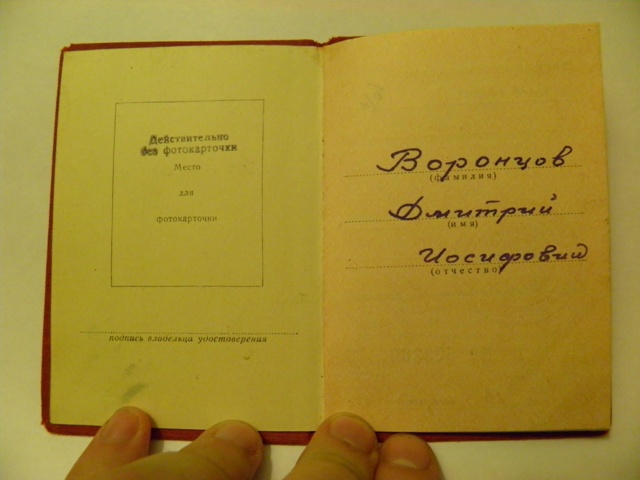 Действительно
без фотокарточки
Место
для
фотокарточки
подпись владельца удостоверения
Воронцов
(фамилия)
Дмитрий
(имя)
Иосифович
(отчество)